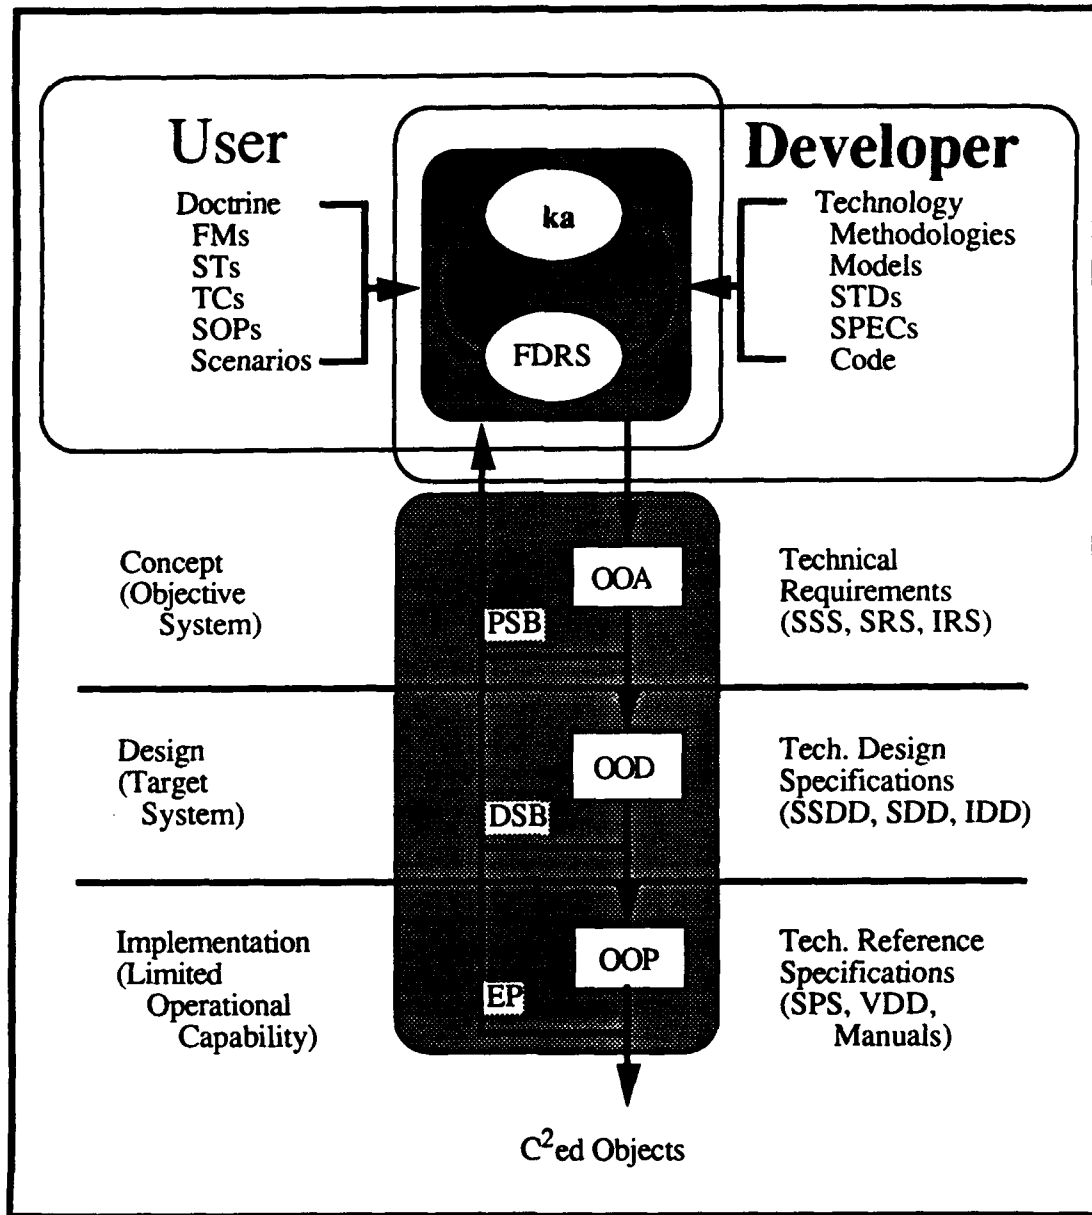 User
Doctrine
FMs
STs
TCs
SOPs
Scenarios
ka
FDRS
Developer
Technology
Methodologies
Models
STDs
SPECs
Code
Concept
(Objective
System)
OOA
PSB
Technical
Requirements
(SSS, SRS, IRS)
Design
(Target
System)
OOD
DSB
Tech. Design
Specifications
(SSDD, SDD, IDD)
Implementation
(Limited
Operational
Capability)
OOP
EP
Tech. Reference
Specifications
(SPS, VDD,
Manuals)
C²ed Objects